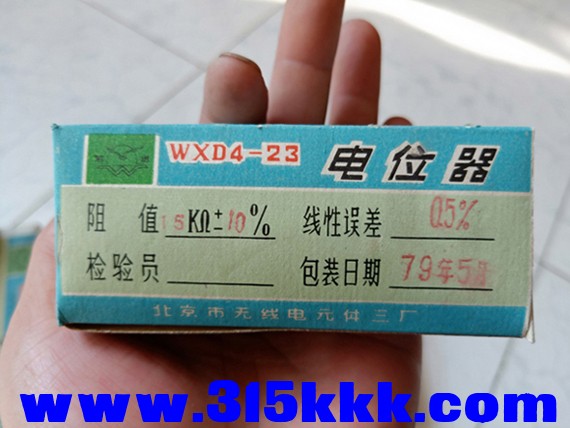 WXD4-23 电位器
阻 值 15KΩ±10% 线性误差 0.5%
检验员 包装日期 79年5月
北京市无线电元件三厂
www.315kkk.com